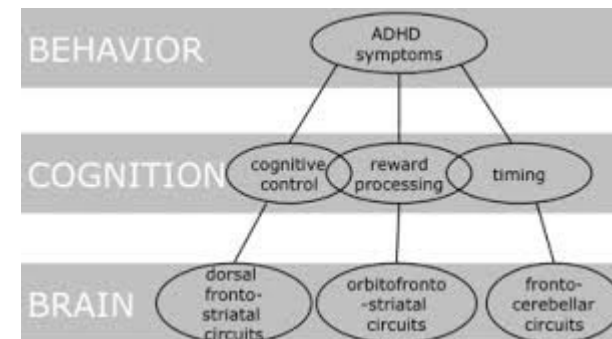 BEHAVIOR
ADHD
symptoms
COGNITION
cognitive
control
reward
processing
timing
BRAIN
dorsal
fronto-
striatal
circuits
orbitofronto
-striatal
circuits
fronto-
cerebellar
circuits